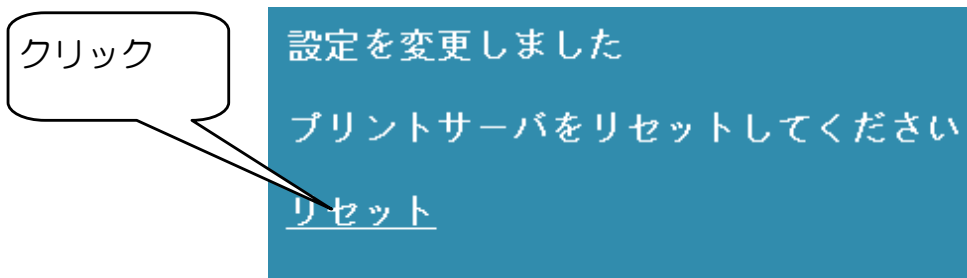 クリック
設定を変更しました
プリントサーバをリセットしてください
リセット